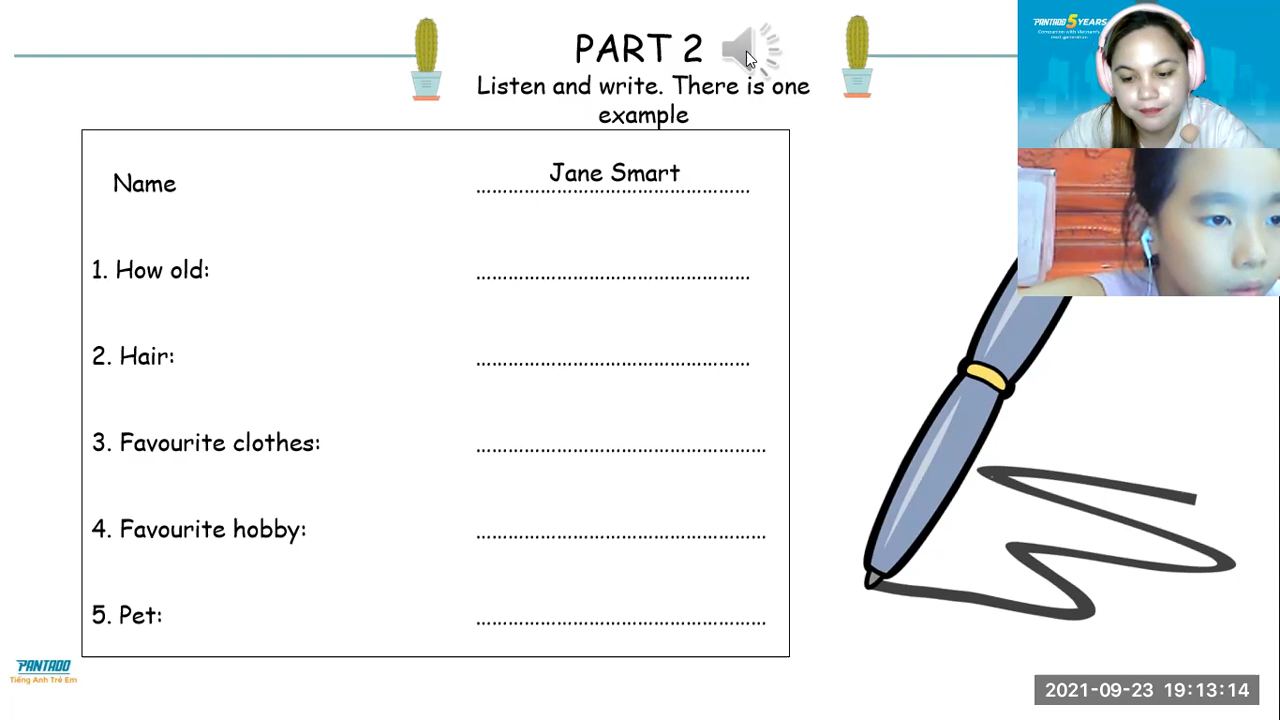 PART 2
Listen and write. There is one
example
Name
Jane Smart
1. How old:
2. Hair:
3. Favourite clothes:
4. Favourite hobby:
5. Pet:
PANTADO
Tiếng Anh Trẻ Em
PANTADO 5 YEARS
2021-09-23 19:13:14